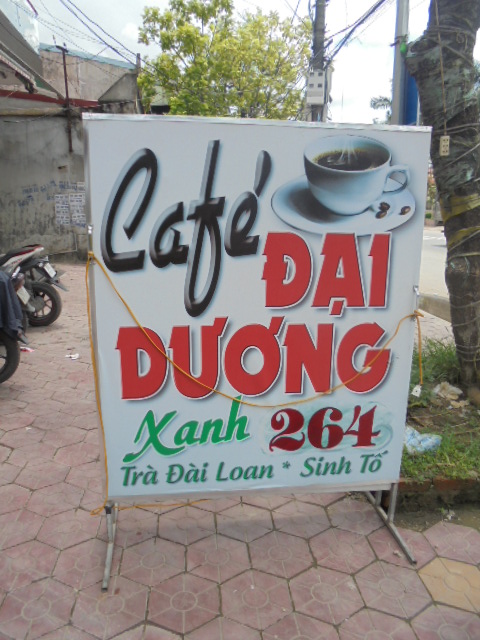 Café
ĐẠI
DƯƠNG
Xanh 264
Trà Đài Loan * Sinh Tố